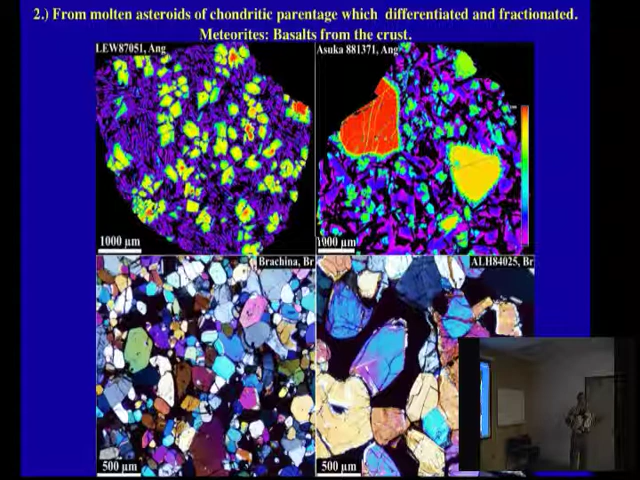 2.) From molten asteroids of chondritic parentage which differentiated and fractionated.
Meteorites: Basalts from the crust.
LEW87051, Ang
Asuka 881371, Ang
1000 µm
1000 µm
Brachina, Br
ALH84025, Br
500 µm
500 µm